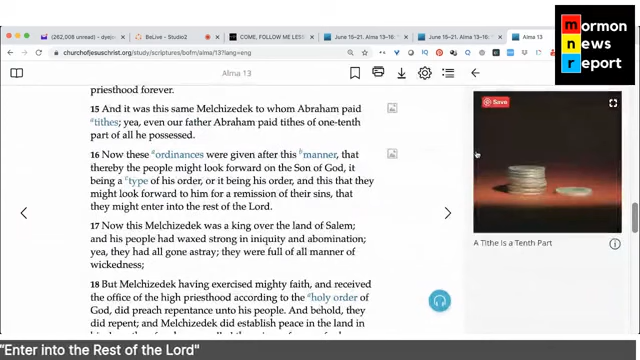 (262,008 unread) - dyej
BeLive - Studio2
COME, FOLLOW ME LESS
June 15–21. Alma 13–16: "
June 15–21. Alma 13–16: "
Alma 13
churchofjesuschrist.org/study/scriptures/bofm/alma/13?lang=eng
mormon
news
report
m
n
r
Alma 13
priesthood forever.
15 And it was this same Melchizedek to whom Abraham paid
a tithes; yea, even our father Abraham paid tithes of one-tenth
part of all he possessed.
16 Now these a ordinances were given after this b manner, that
thereby the people might look forward on the Son of God, it
being a c type of his order, or it being his order, and this that they
might look forward to him for a remission of their sins, that
they might enter into the rest of the Lord.
17 Now this Melchizedek was a king over the land of Salem;
and his people had waxed strong in iniquity and abomination;
yea, they had all gone astray; they were full of all manner of
wickedness;
18 But Melchizedek having exercised mighty faith, and received
the office of the high priesthood according to the a holy order of
God, did preach repentance unto his people. And behold, they
did repent; and Melchizedek did establish peace in the land in
Save
A Tithe Is a Tenth Part
"Enter into the Rest of the Lord"